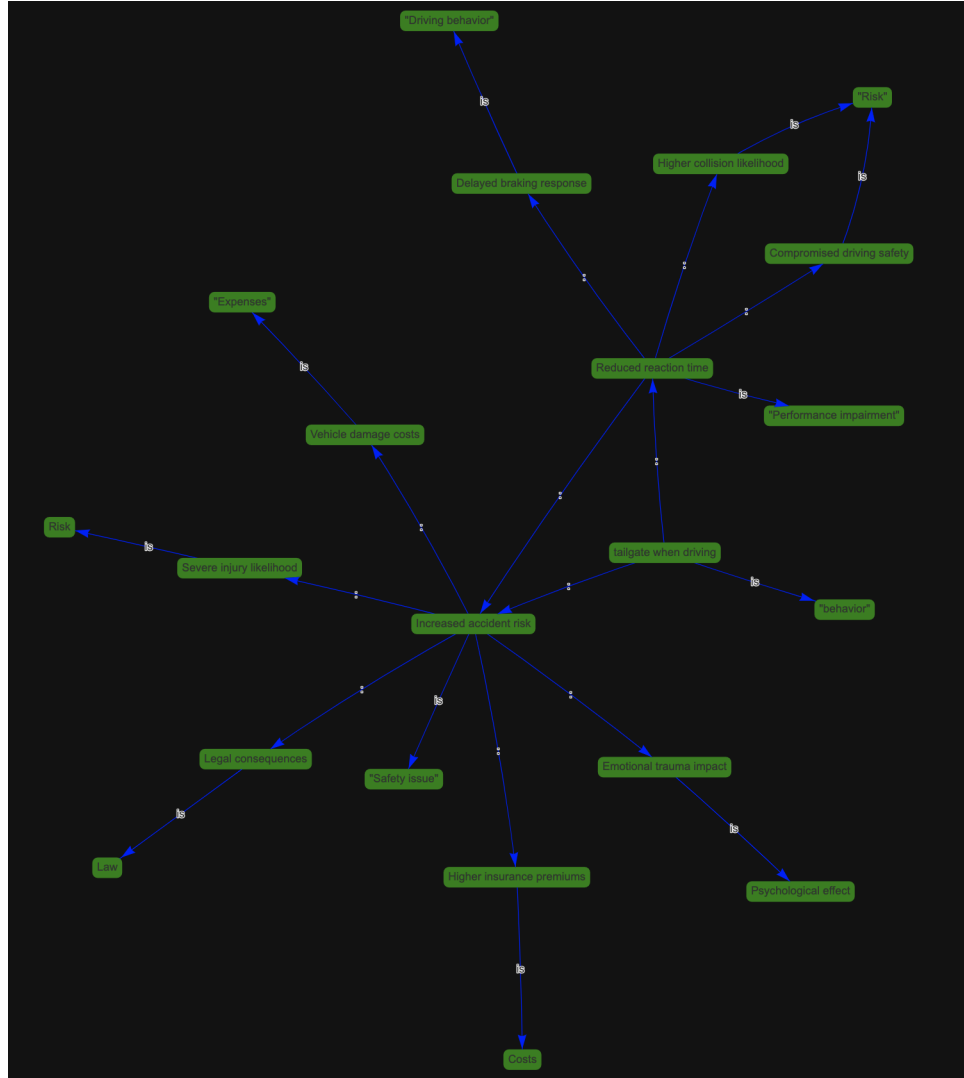 "Driving behavior"
is
"Risk"
is
Higher collision likelihood
Delayed braking response
is
Compromised driving safety
:
:
"Expenses"
:
is
Reduced reaction time
is
"Performance impairment"
Vehicle damage costs
:
:
:
Risk
is
tailgate when driving
Severe injury likelihood
is
:
:
"behavior"
Increased accident risk
:
is
:
:
Legal consequences
Emotional trauma impact
"Safety issue"
is
is
Law
Higher insurance premiums
Psychological effect
is
Costs